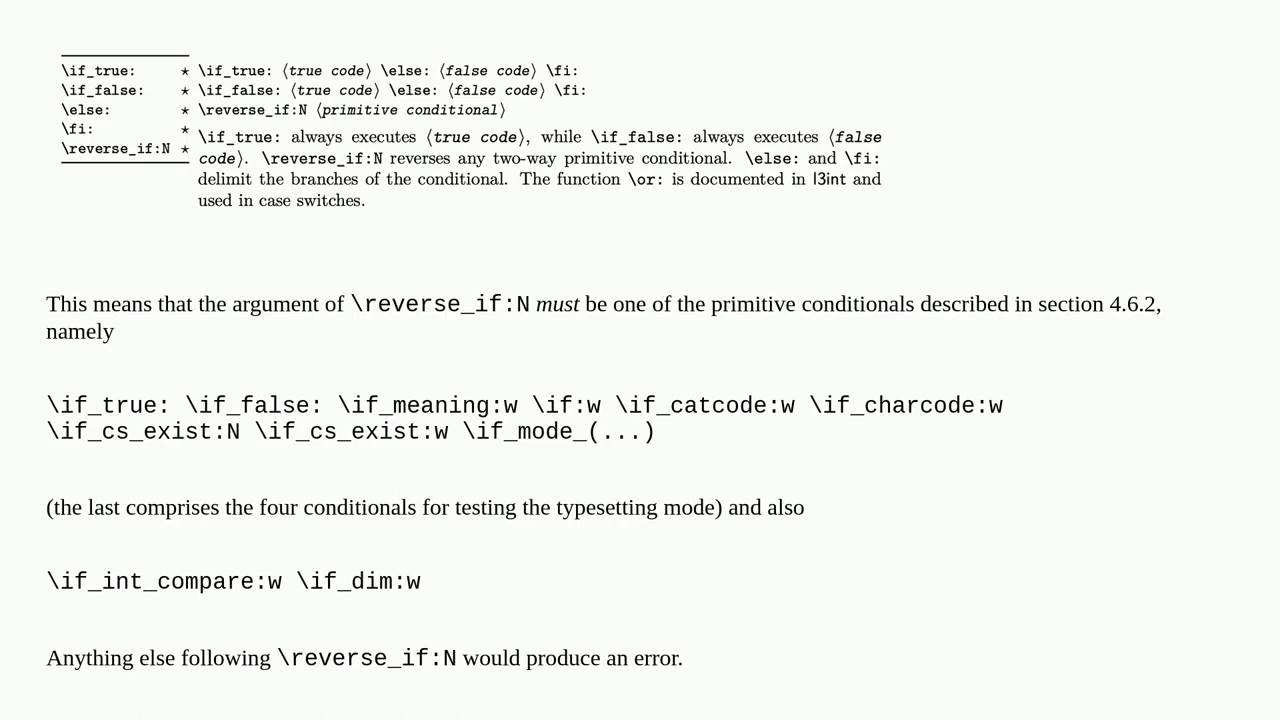 \if_true: ⋆ \if_true: ⟨true code⟩ \else: ⟨false code⟩ \fi:
\if_false: ⋆ \if_false: ⟨true code⟩ \else: ⟨false code⟩ \fi:
\else: ⋆ \reverse_if:N ⟨primitive conditional⟩
\fi: ⋆
\reverse_if:N ⋆
\if_true: always executes ⟨true code⟩, while \if_false: always executes ⟨false
code⟩. \reverse_if:N reverses any two-way primitive conditional. \else: and \fi:
delimit the branches of the conditional. The function \or: is documented in l3int and
used in case switches.
This means that the argument of \reverse_if:N must be one of the primitive conditionals described in section 4.6.2,
namely
\if_true: \if_false: \if_meaning:w \if:w \if_catcode:w \if_charcode:w
\if_cs_exist:N \if_cs_exist:w \if_mode_(...)
(the last comprises the four conditionals for testing the typesetting mode) and also
\if_int_compare:w \if_dim:w
Anything else following \reverse_if:N would produce an error.